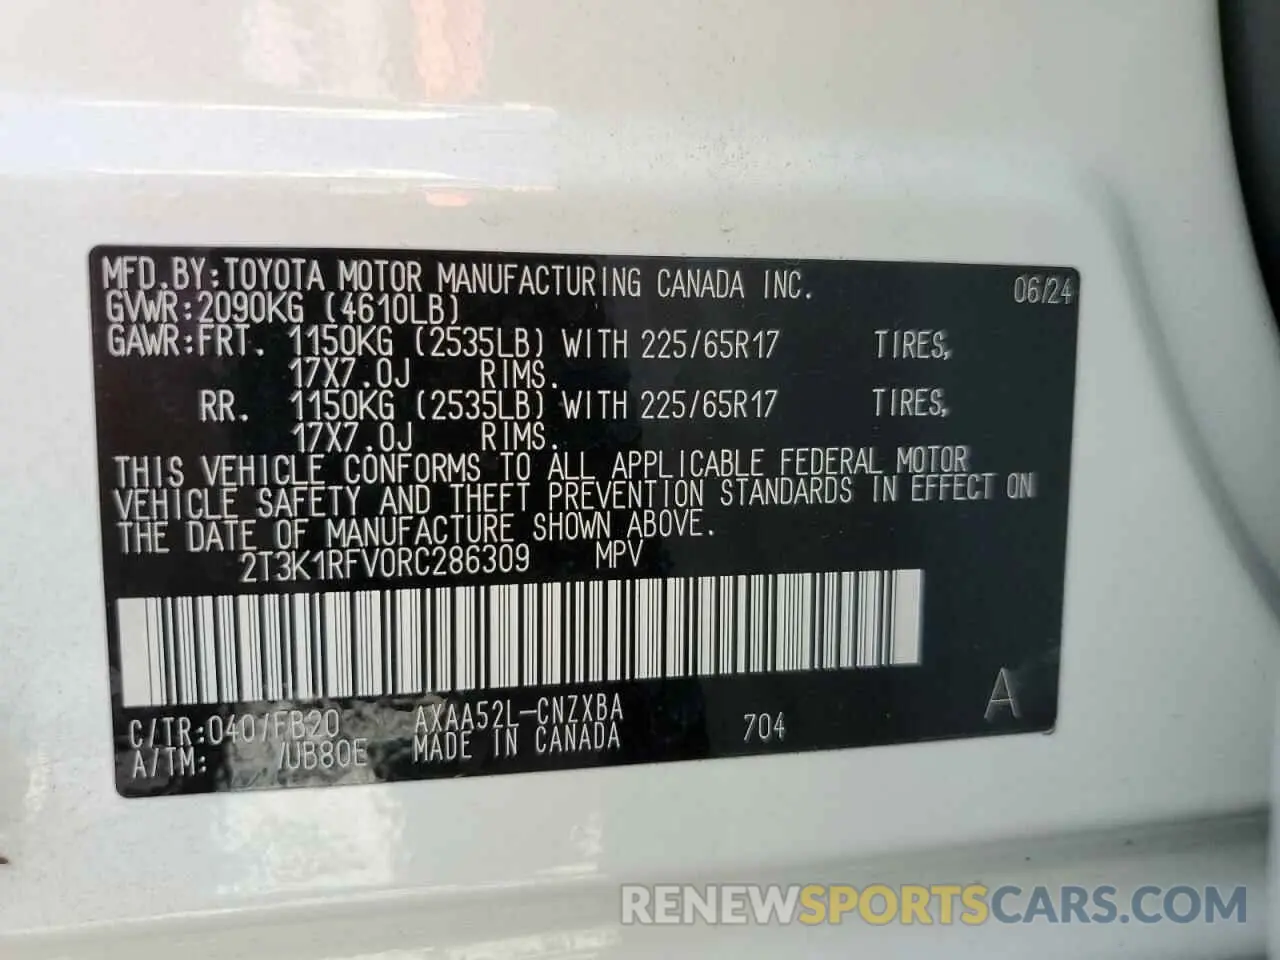 MFD.BY:TOYOTA MOTOR MANUFACTURING CANADA INC. 06/24
GVWR:2090KG (4610LB)
GAWR:FRT. 1150KG (2535LB) WITH 225/65R17 TIRES,
17X7.0J RIMS.
RR. 1150KG (2535LB) WITH 225/65R17 TIRES,
17X7.0J RIMS.
THIS VEHICLE CONFORMS TO ALL APPLICABLE FEDERAL MOTOR
VEHICLE SAFETY AND THEFT PREVENTION STANDARDS IN EFFECT ON
THE DATE OF MANUFACTURE SHOWN ABOVE.
2T3K1RFV0RC286309 MPV
C/TR:040/FB20 AXAA52L-CNZXBA 704 A
A/TM: /UB80E MADE IN CANADA
RENEWSPORTSCARS.COM